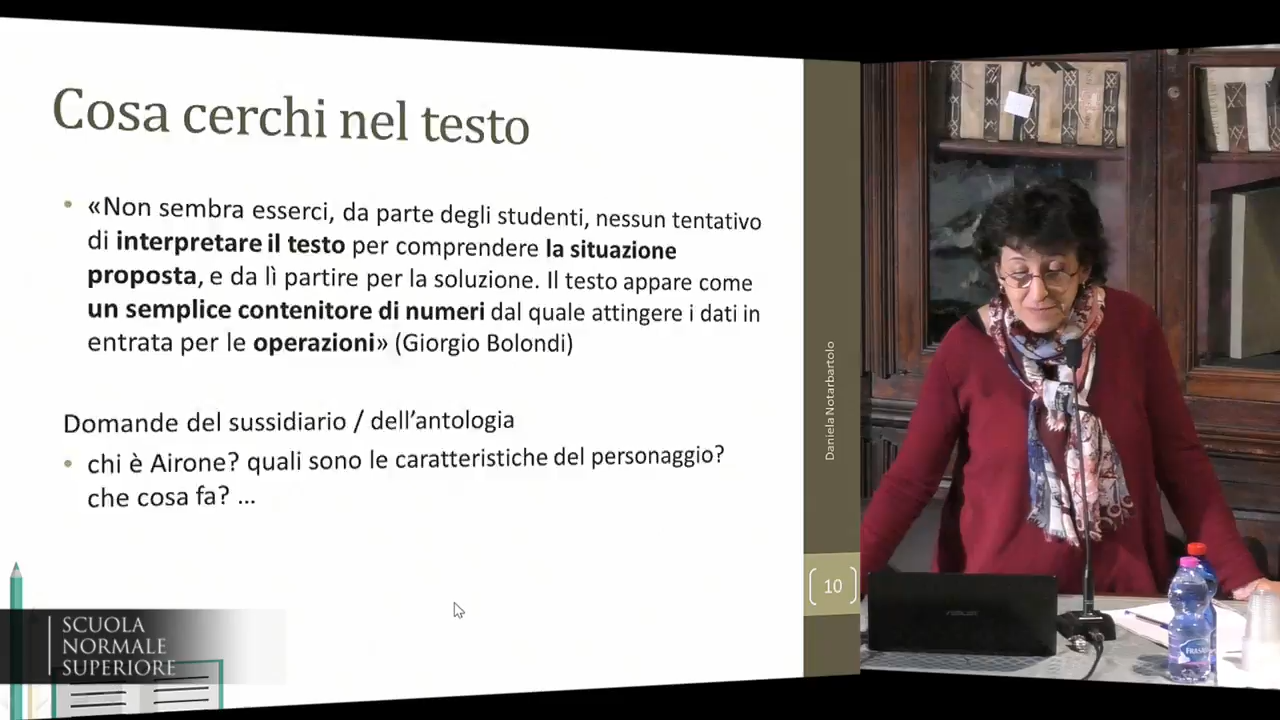 Cosa cerchi nel testo
• «Non sembra esserci, da parte degli studenti, nessun tentativo
di interpretare il testo per comprendere la situazione
proposta, e da lì partire per la soluzione. Il testo appare come
un semplice contenitore di numeri dal quale attingere i dati in
entrata per le operazioni» (Giorgio Bolondi)
Domande del sussidiario / dell’antologia
• chi è Airone? quali sono le caratteristiche del personaggio?
che cosa fa? ...
Daniela Notarbartolo
10
SCUOLA
NORMALE
SUPERIORE